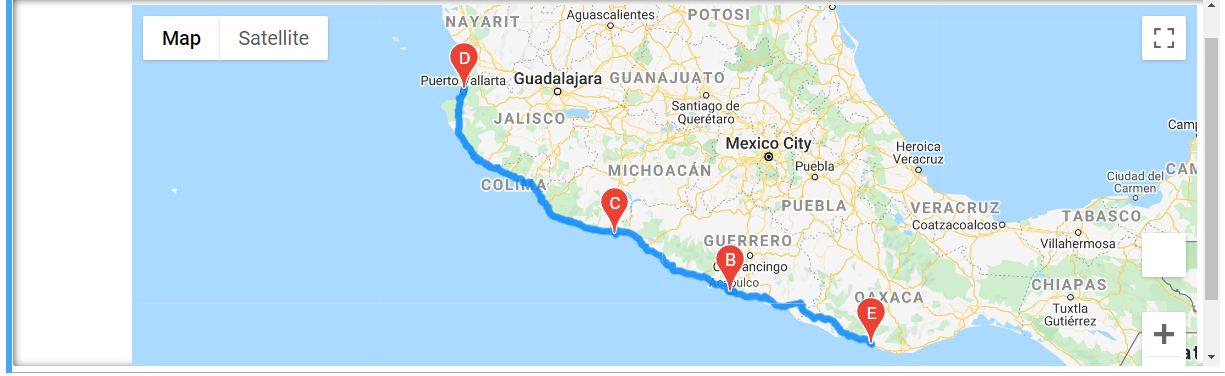 Map
Satellite
NAYARIT
Aguascalientes
POTOSI
D
Puerto Vallarta
Guadalajara
GUANAJUATO
Santiago de
Querétaro
JALISCO
Mexico City
Puebla
Heroica
Veracruz
Camp
COLIMA
MICHOACÁN
Ciudad del
Carmen
CAM
C
PUEBLA
VERACRUZ
Coatzacoalcos
TABASCO
Villahermosa
GUERRERO
B
Acapulco
OAXACA
CHIAPAS
Tuxtla
Gutiérrez
E
+